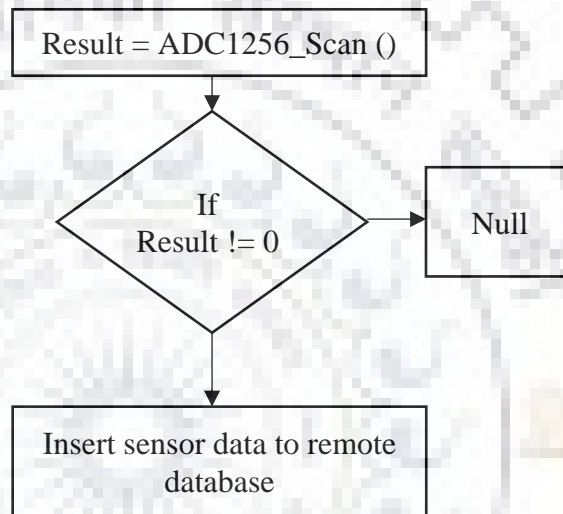 Result = ADC1256_Scan ()
If
Result != 0
Null
Insert sensor data to remote
database